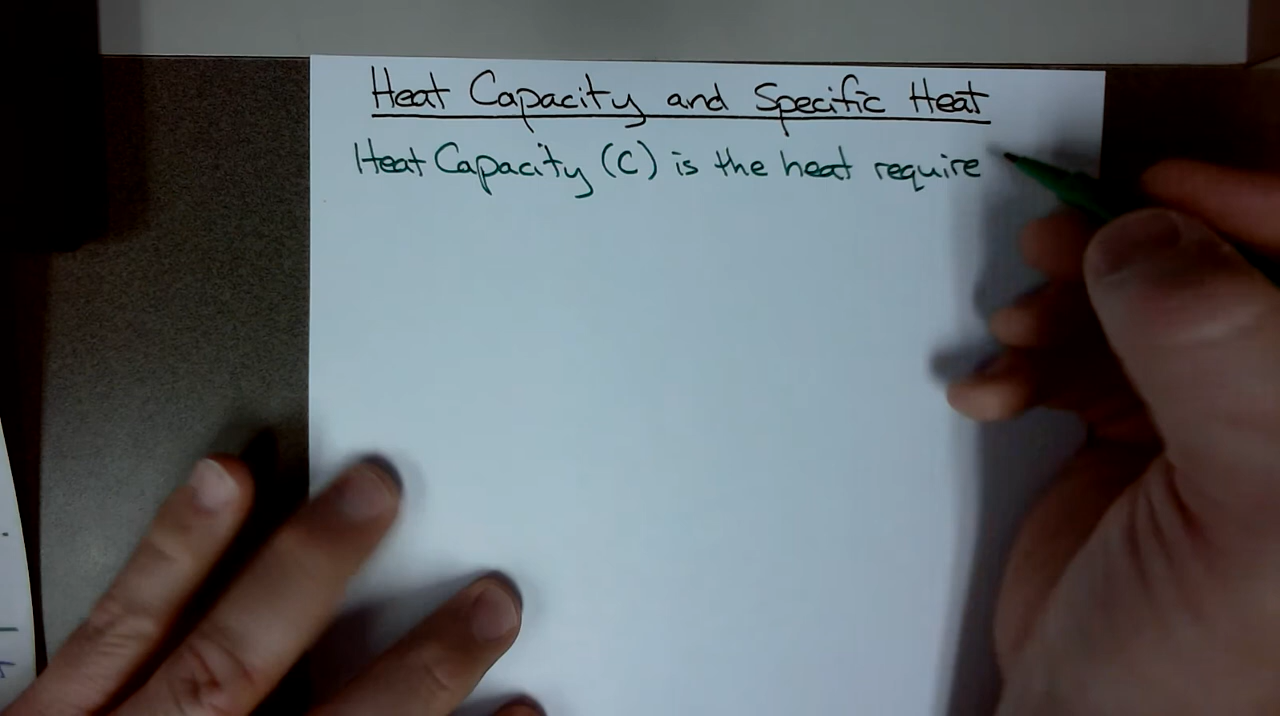 Heat Capacity and Specific Heat
Heat Capacity (C) is the heat require